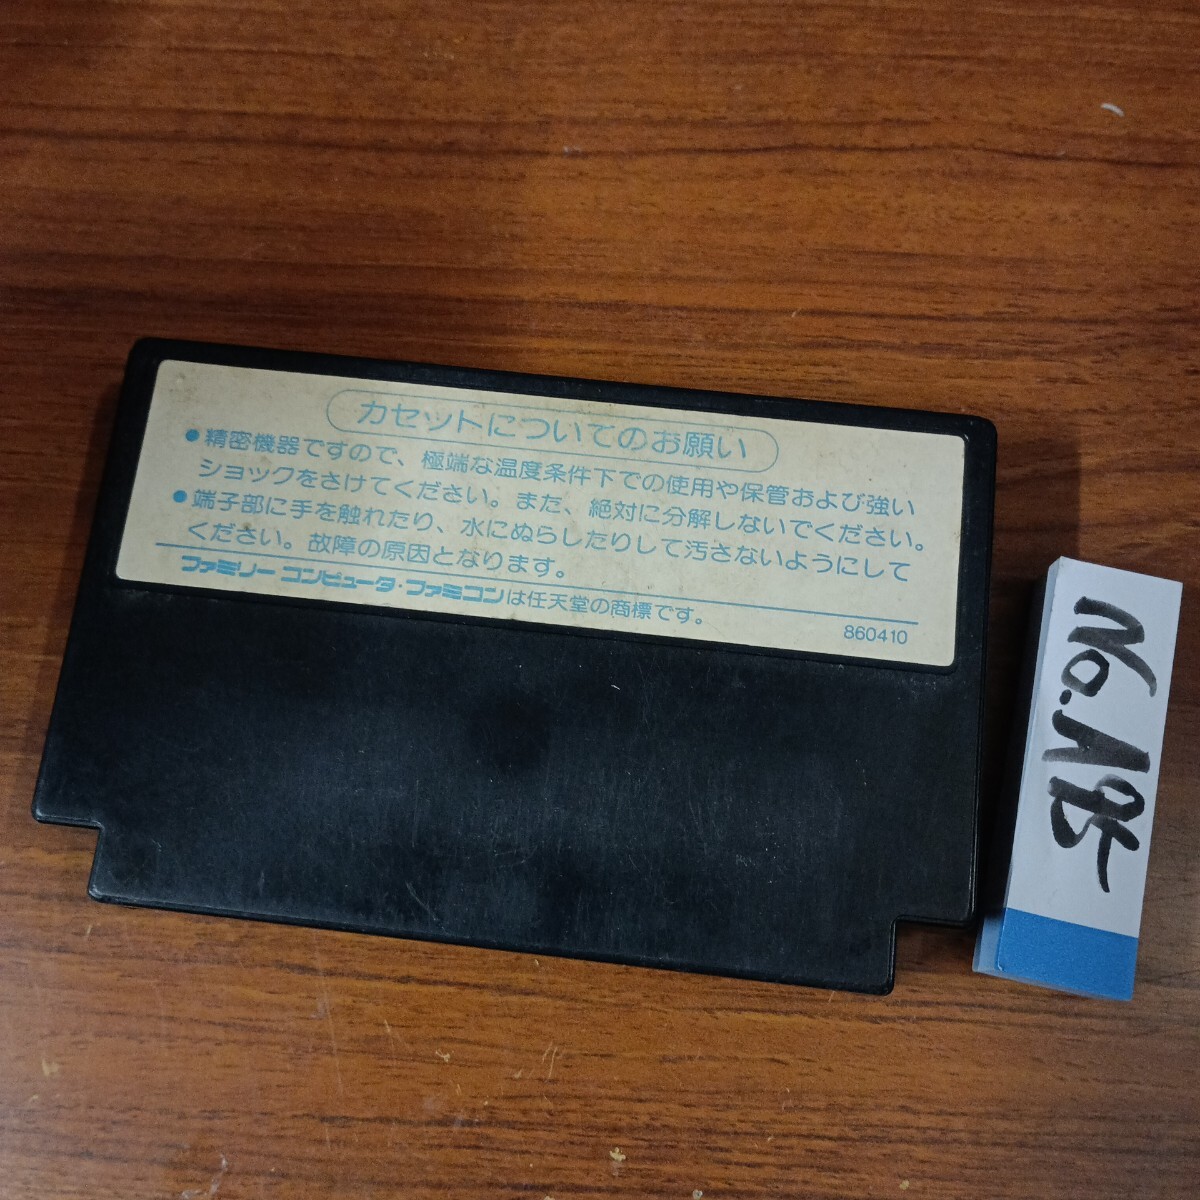 カセットについてのお願い
●精密機器ですので、極端な温度条件下での使用や保管および強い
ショックをさけてください。また、絶対に分解しないでください。
●端子部に手を触れたり、水にぬらしたりして汚さないようにして
ください。故障の原因となります。
ファミリーコンピュータ・ファミコンは任天堂の商標です。
860410
No.185